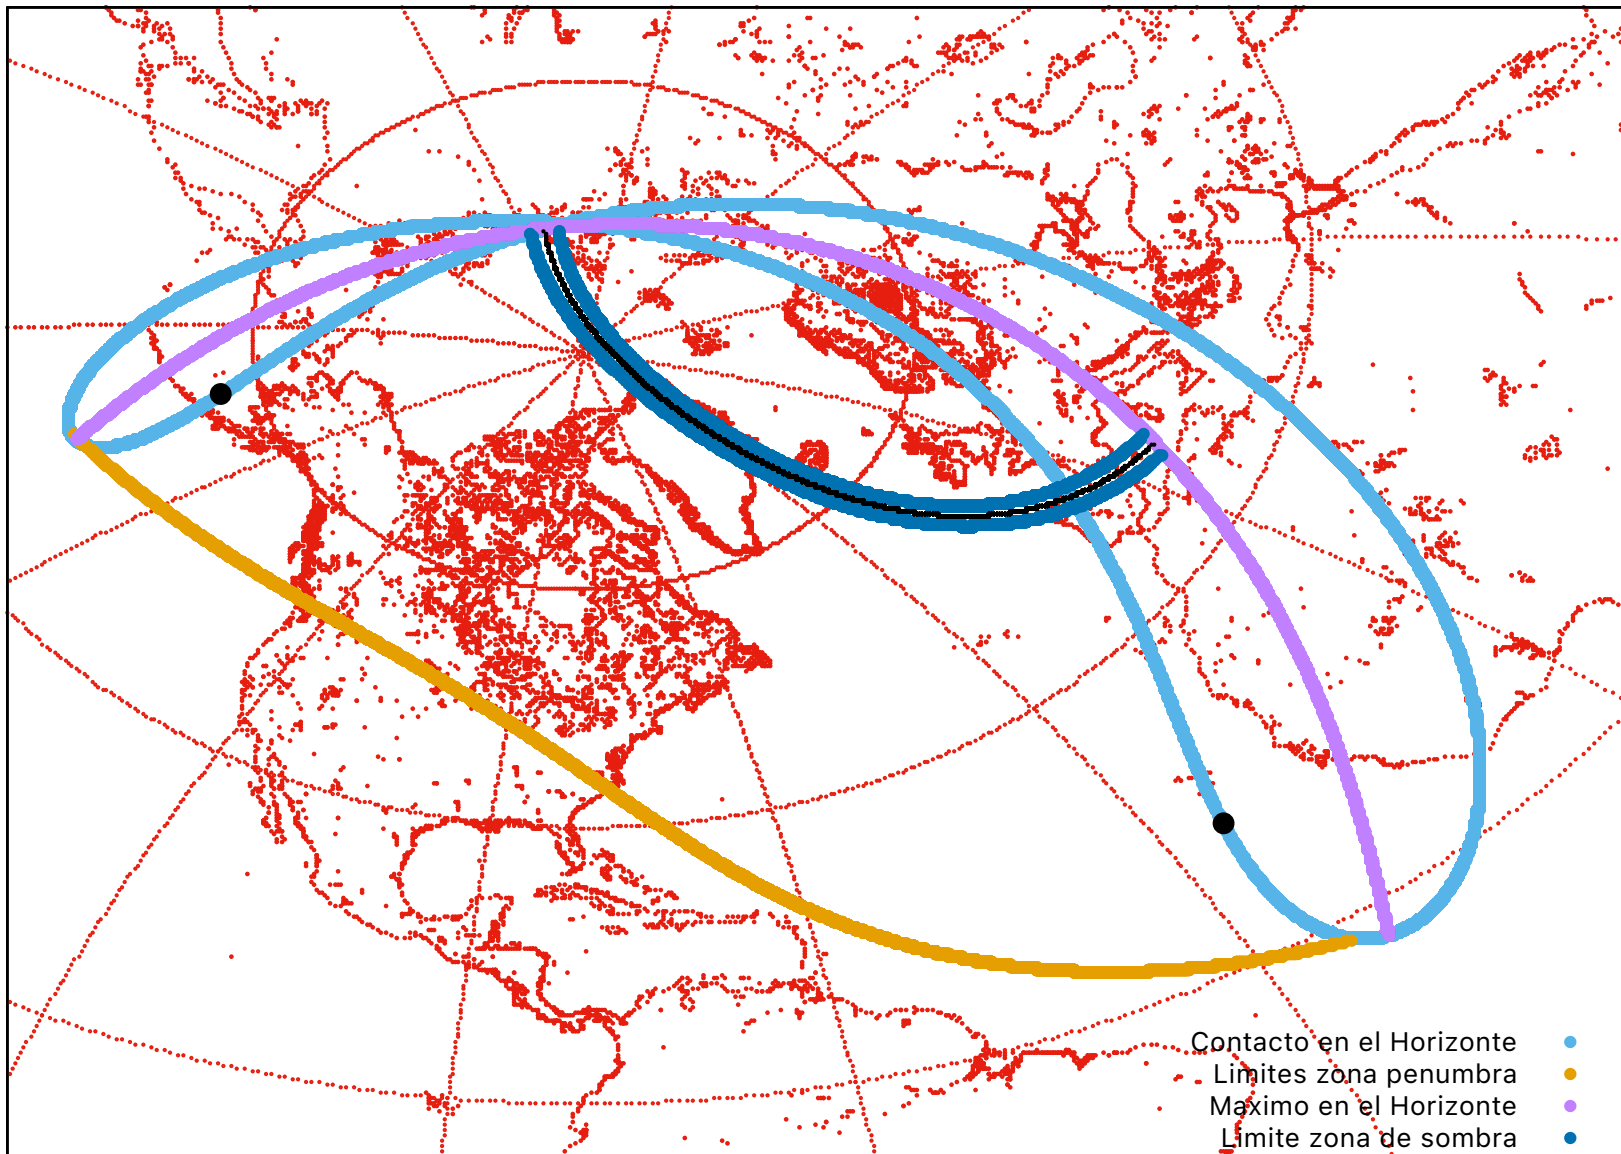 Contacto en el Horizonte
Limites zona penumbra
Maximo en el Horizonte
Limite zona de sombra